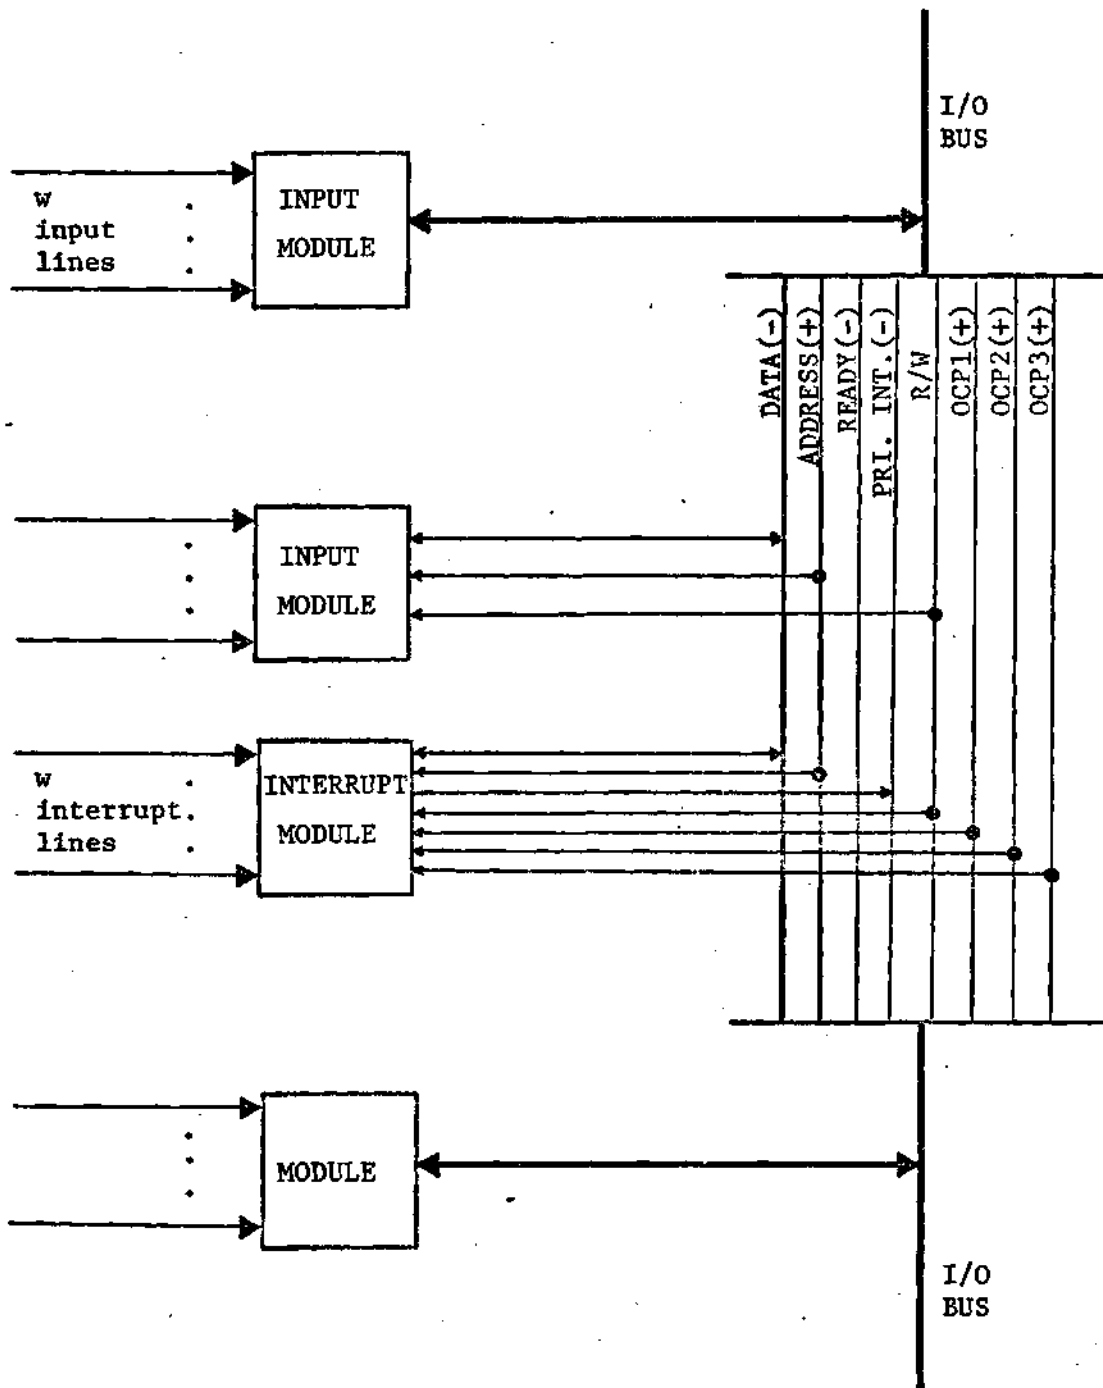 I/O
BUS
w
input
lines
INPUT
MODULE
DATA(-)
ADDRESS(+)
READY(-)
PRI. INT.(-)
R/W
OCP1(+)
OCP2(+)
OCP3(+)
INPUT
MODULE
w
interrupt
lines
INTERRUPT
MODULE
MODULE
I/O
BUS